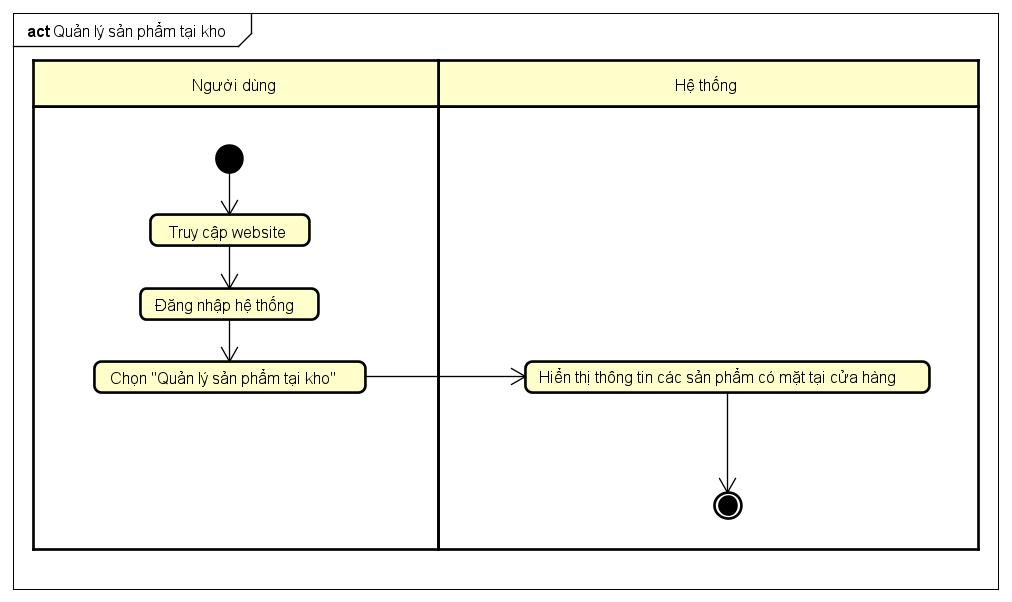 act Quản lý sản phẩm tại kho
Người dùng
Hệ thống
Truy cập website
Đăng nhập hệ thống
Chọn "Quản lý sản phẩm tại kho"
Hiển thị thông tin các sản phẩm có mặt tại cửa hàng